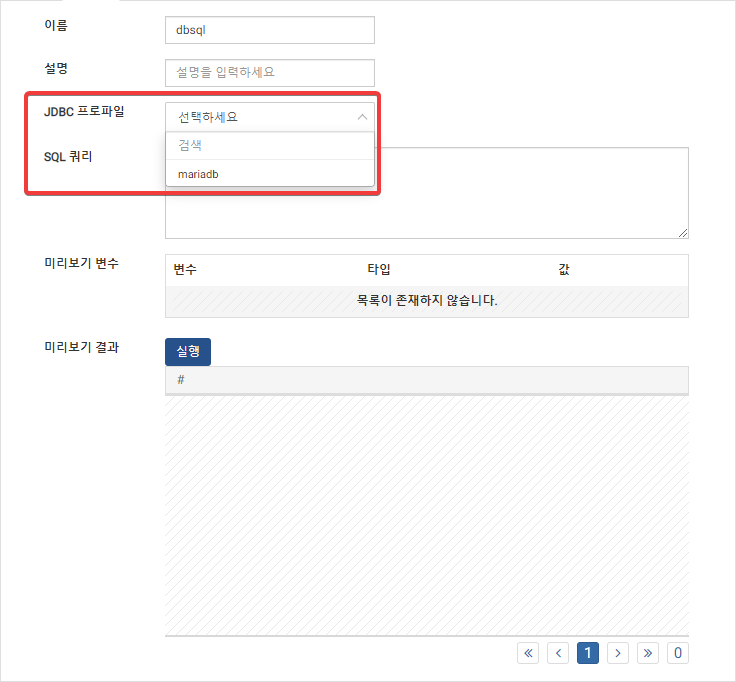 이름
dbsql
설명
설명을 입력하세요
JDBC 프로파일
선택하세요
검색
SQL 쿼리
mariadb
미리보기 변수
변수 타입 값
목록이 존재하지 않습니다.
미리보기 결과
실행
#
« < 1 > » 0